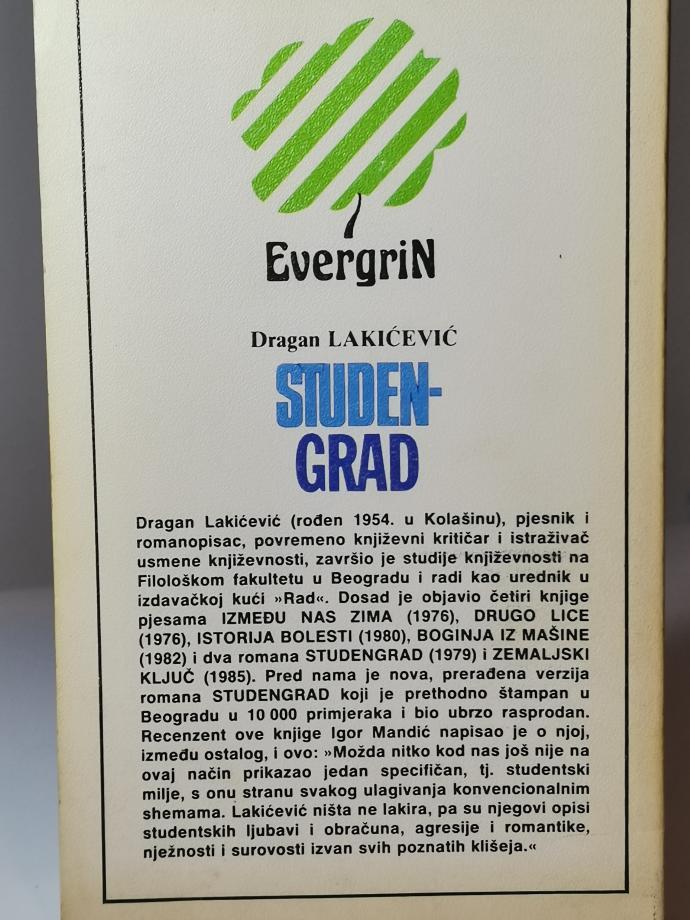 EvergriN
Dragan LAKIĆEVIĆ
STUDEN-
GRAD
Dragan Lakićević (rođen 1954. u Kolašinu), pjesnik i
romanopisac, povremeno književni kritičar i istraživač
usmene književnosti, završio je studije književnosti na
Filološkom fakultetu u Beogradu i radi kao urednik u
izdavačkoj kući »Rad«. Dosad je objavio četiri knjige
pjesama IZMEĐU NAS ZIMA (1976), DRUGO LICE
(1976), ISTORIJA BOLESTI (1980), BOGINJA IZ MAŠINE
(1982) i dva romana STUDENGRAD (1979) i ZEMALJSKI
KLJUČ (1985). Pred nama je nova, prerađena verzija
romana STUDENGRAD koji je prethodno štampan u
Beogradu u 10 000 primjeraka i bio ubrzo rasprodan.
Recenzent ove knjige Igor Mandić napisao je o njoj,
između ostalog, i ovo: »Možda nitko kod nas još nije na
ovaj način prikazao jedan specifičan, tj. studentski
milje, s onu stranu svakog ulagivanja konvencionalnim
shemama. Lakićević ništa ne lakira, pa su njegovi opisi
studentskih ljubavi i obračuna, agresije i romantike,
nježnosti i surovosti izvan svih poznatih klišeja.«